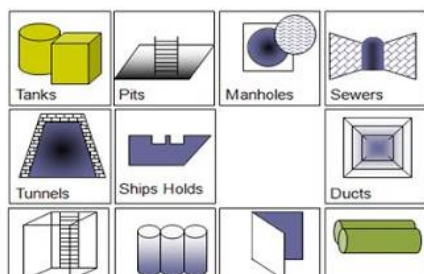 Tanks
Pits
Manholes
Sewers
Tunnels
Ships Holds
Ducts